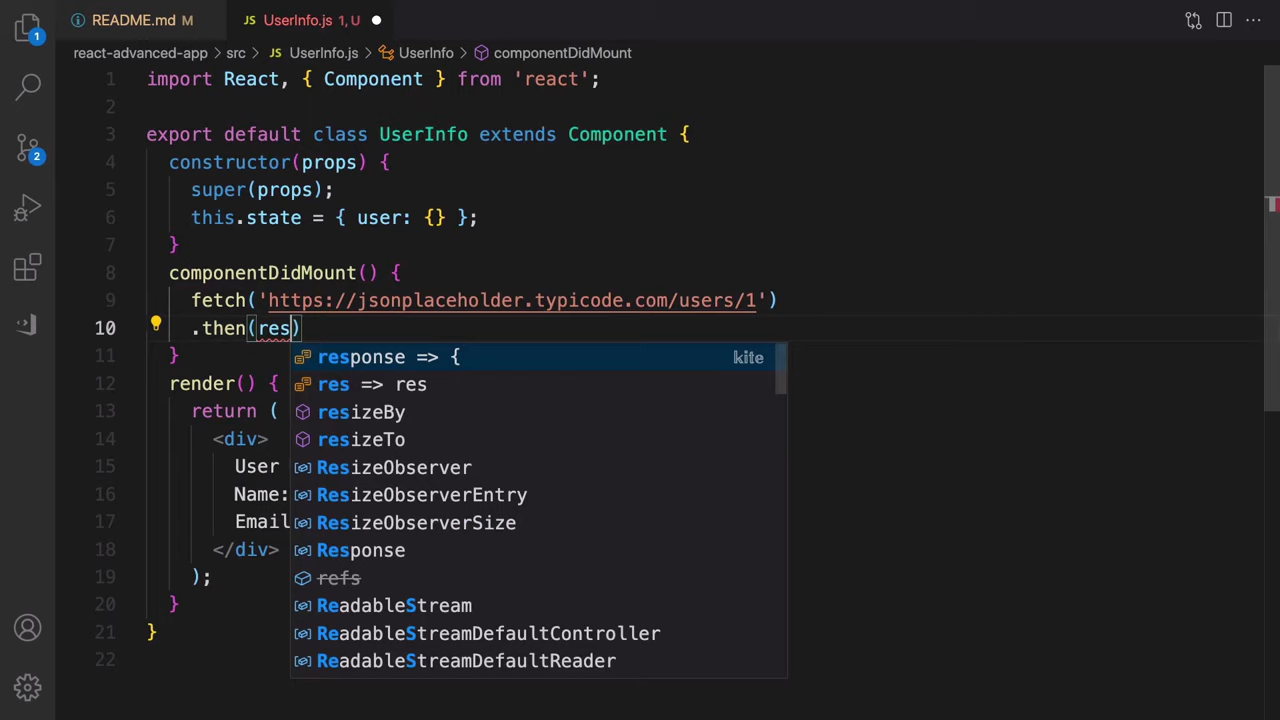 README.md M
JS UserInfo.js 1, U
react-advanced-app > src > JS UserInfo.js > UserInfo > componentDidMount
1 import React, { Component } from 'react';
2
3 export default class UserInfo extends Component {
4 constructor(props) {
5 super(props);
6 this.state = { user: {} };
7 }
8 componentDidMount() {
9 fetch('https://jsonplaceholder.typicode.com/users/1')
10 .then(res)
11 }
12 render() {
13 return (
14 <div>
15 User
16 Name:
17 Email
18 </div>
19 );
20 }
21 }
22
response => { kite
res => res
resizeBy
resizeTo
ResizeObserver
ResizeObserverEntry
ResizeObserverSize
Response
refs
ReadableStream
ReadableStreamDefaultController
ReadableStreamDefaultReader
1
2